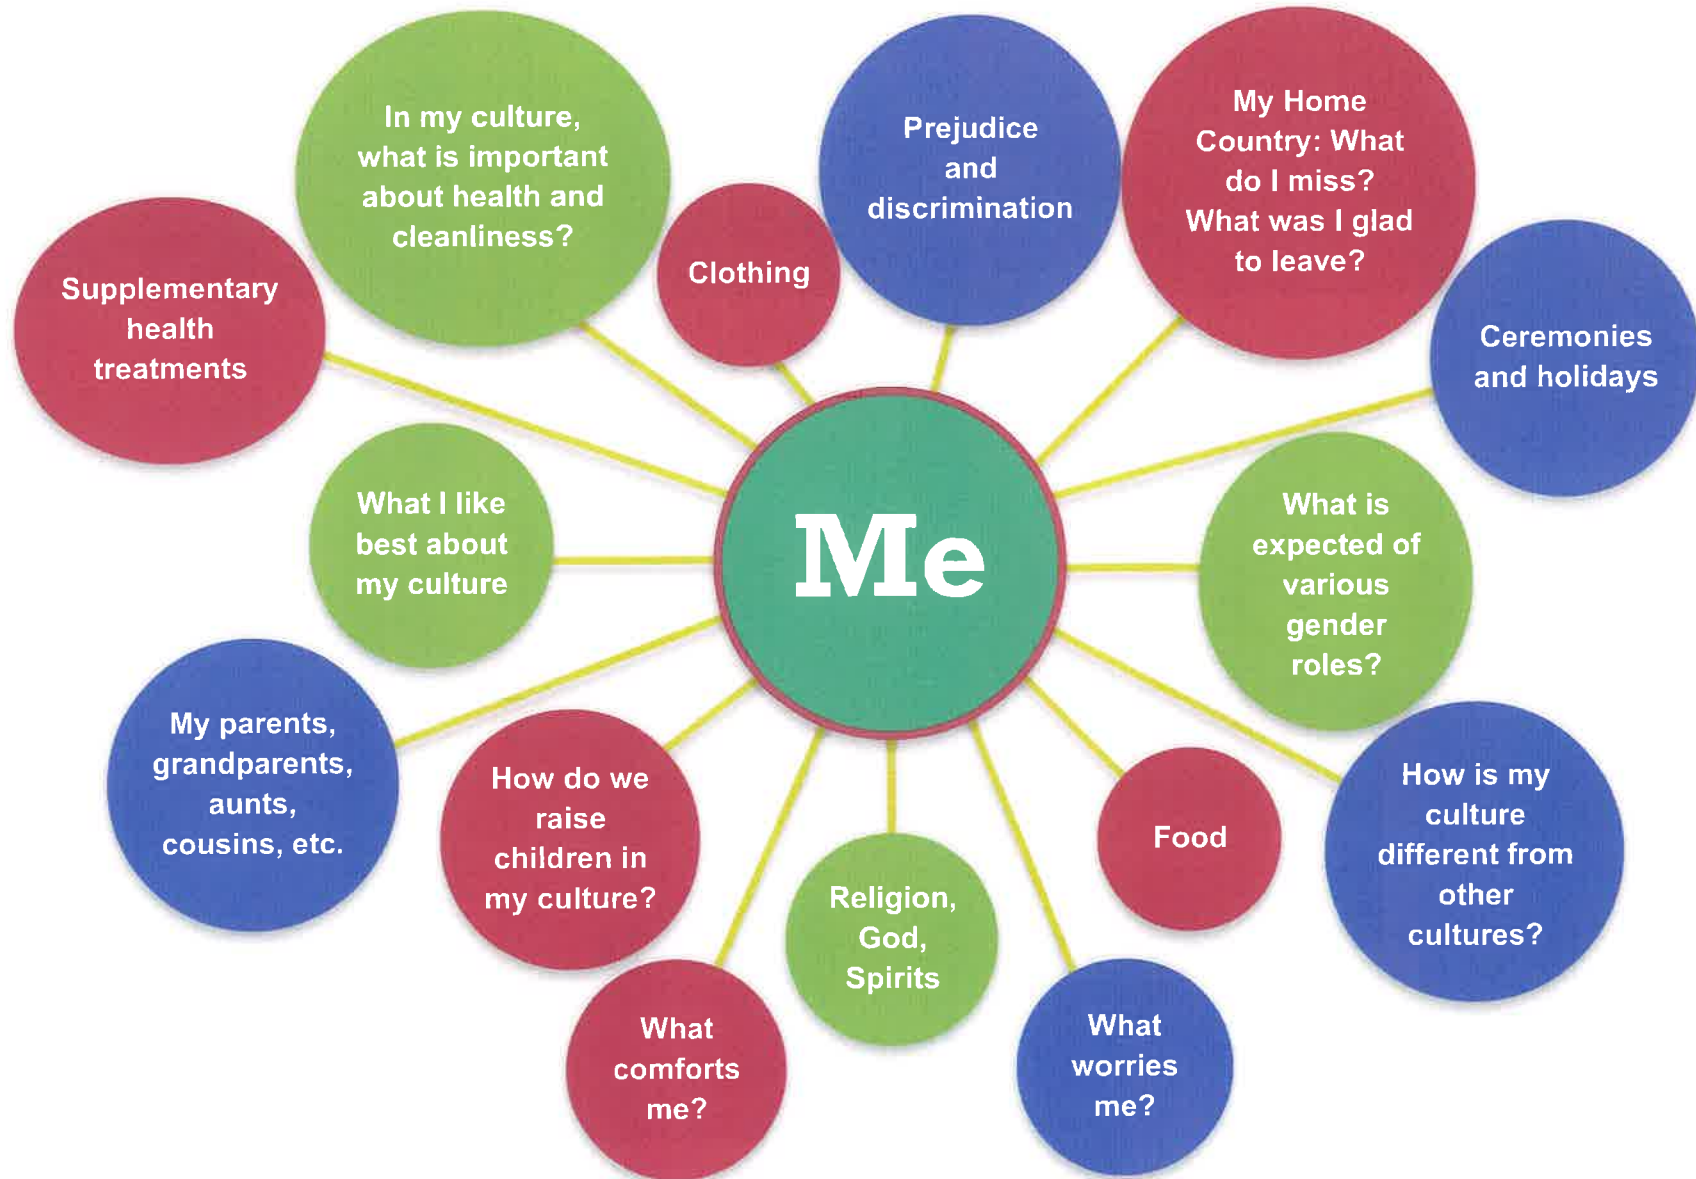 In my culture,
what is important
about health and
cleanliness?
Prejudice
and
discrimination
My Home
Country: What
do I miss?
What was I glad
to leave?
Clothing
Supplementary
health
treatments
Ceremonies
and holidays
What I like
best about
my culture
Me
What is
expected of
various
gender
roles?
My parents,
grandparents,
aunts,
cousins, etc.
How do we
raise
children in
my culture?
Religion,
God,
Spirits
Food
How is my
culture
different from
other
cultures?
What
comforts
me?
What
worries
me?